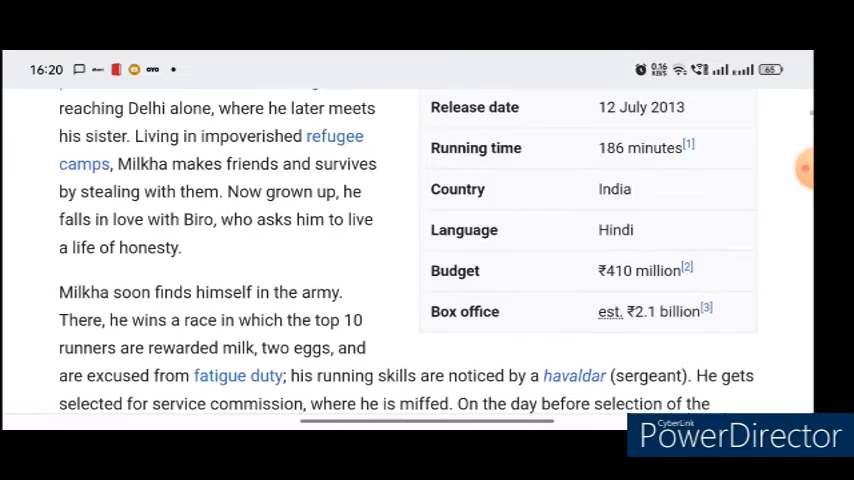 16:20
0.16 KB/S
65
reaching Delhi alone, where he later meets
his sister. Living in impoverished refugee
camps, Milkha makes friends and survives
by stealing with them. Now grown up, he
falls in love with Biro, who asks him to live
a life of honesty.
Milkha soon finds himself in the army.
There, he wins a race in which the top 10
runners are rewarded milk, two eggs, and
are excused from fatigue duty; his running skills are noticed by a havaldar (sergeant). He gets
selected for service commission, where he is miffed. On the day before selection of the
Release date 12 July 2013
Running time 186 minutes[1]
Country India
Language Hindi
Budget ₹410 million[2]
Box office est. ₹2.1 billion[3]
CyberLink
PowerDirector